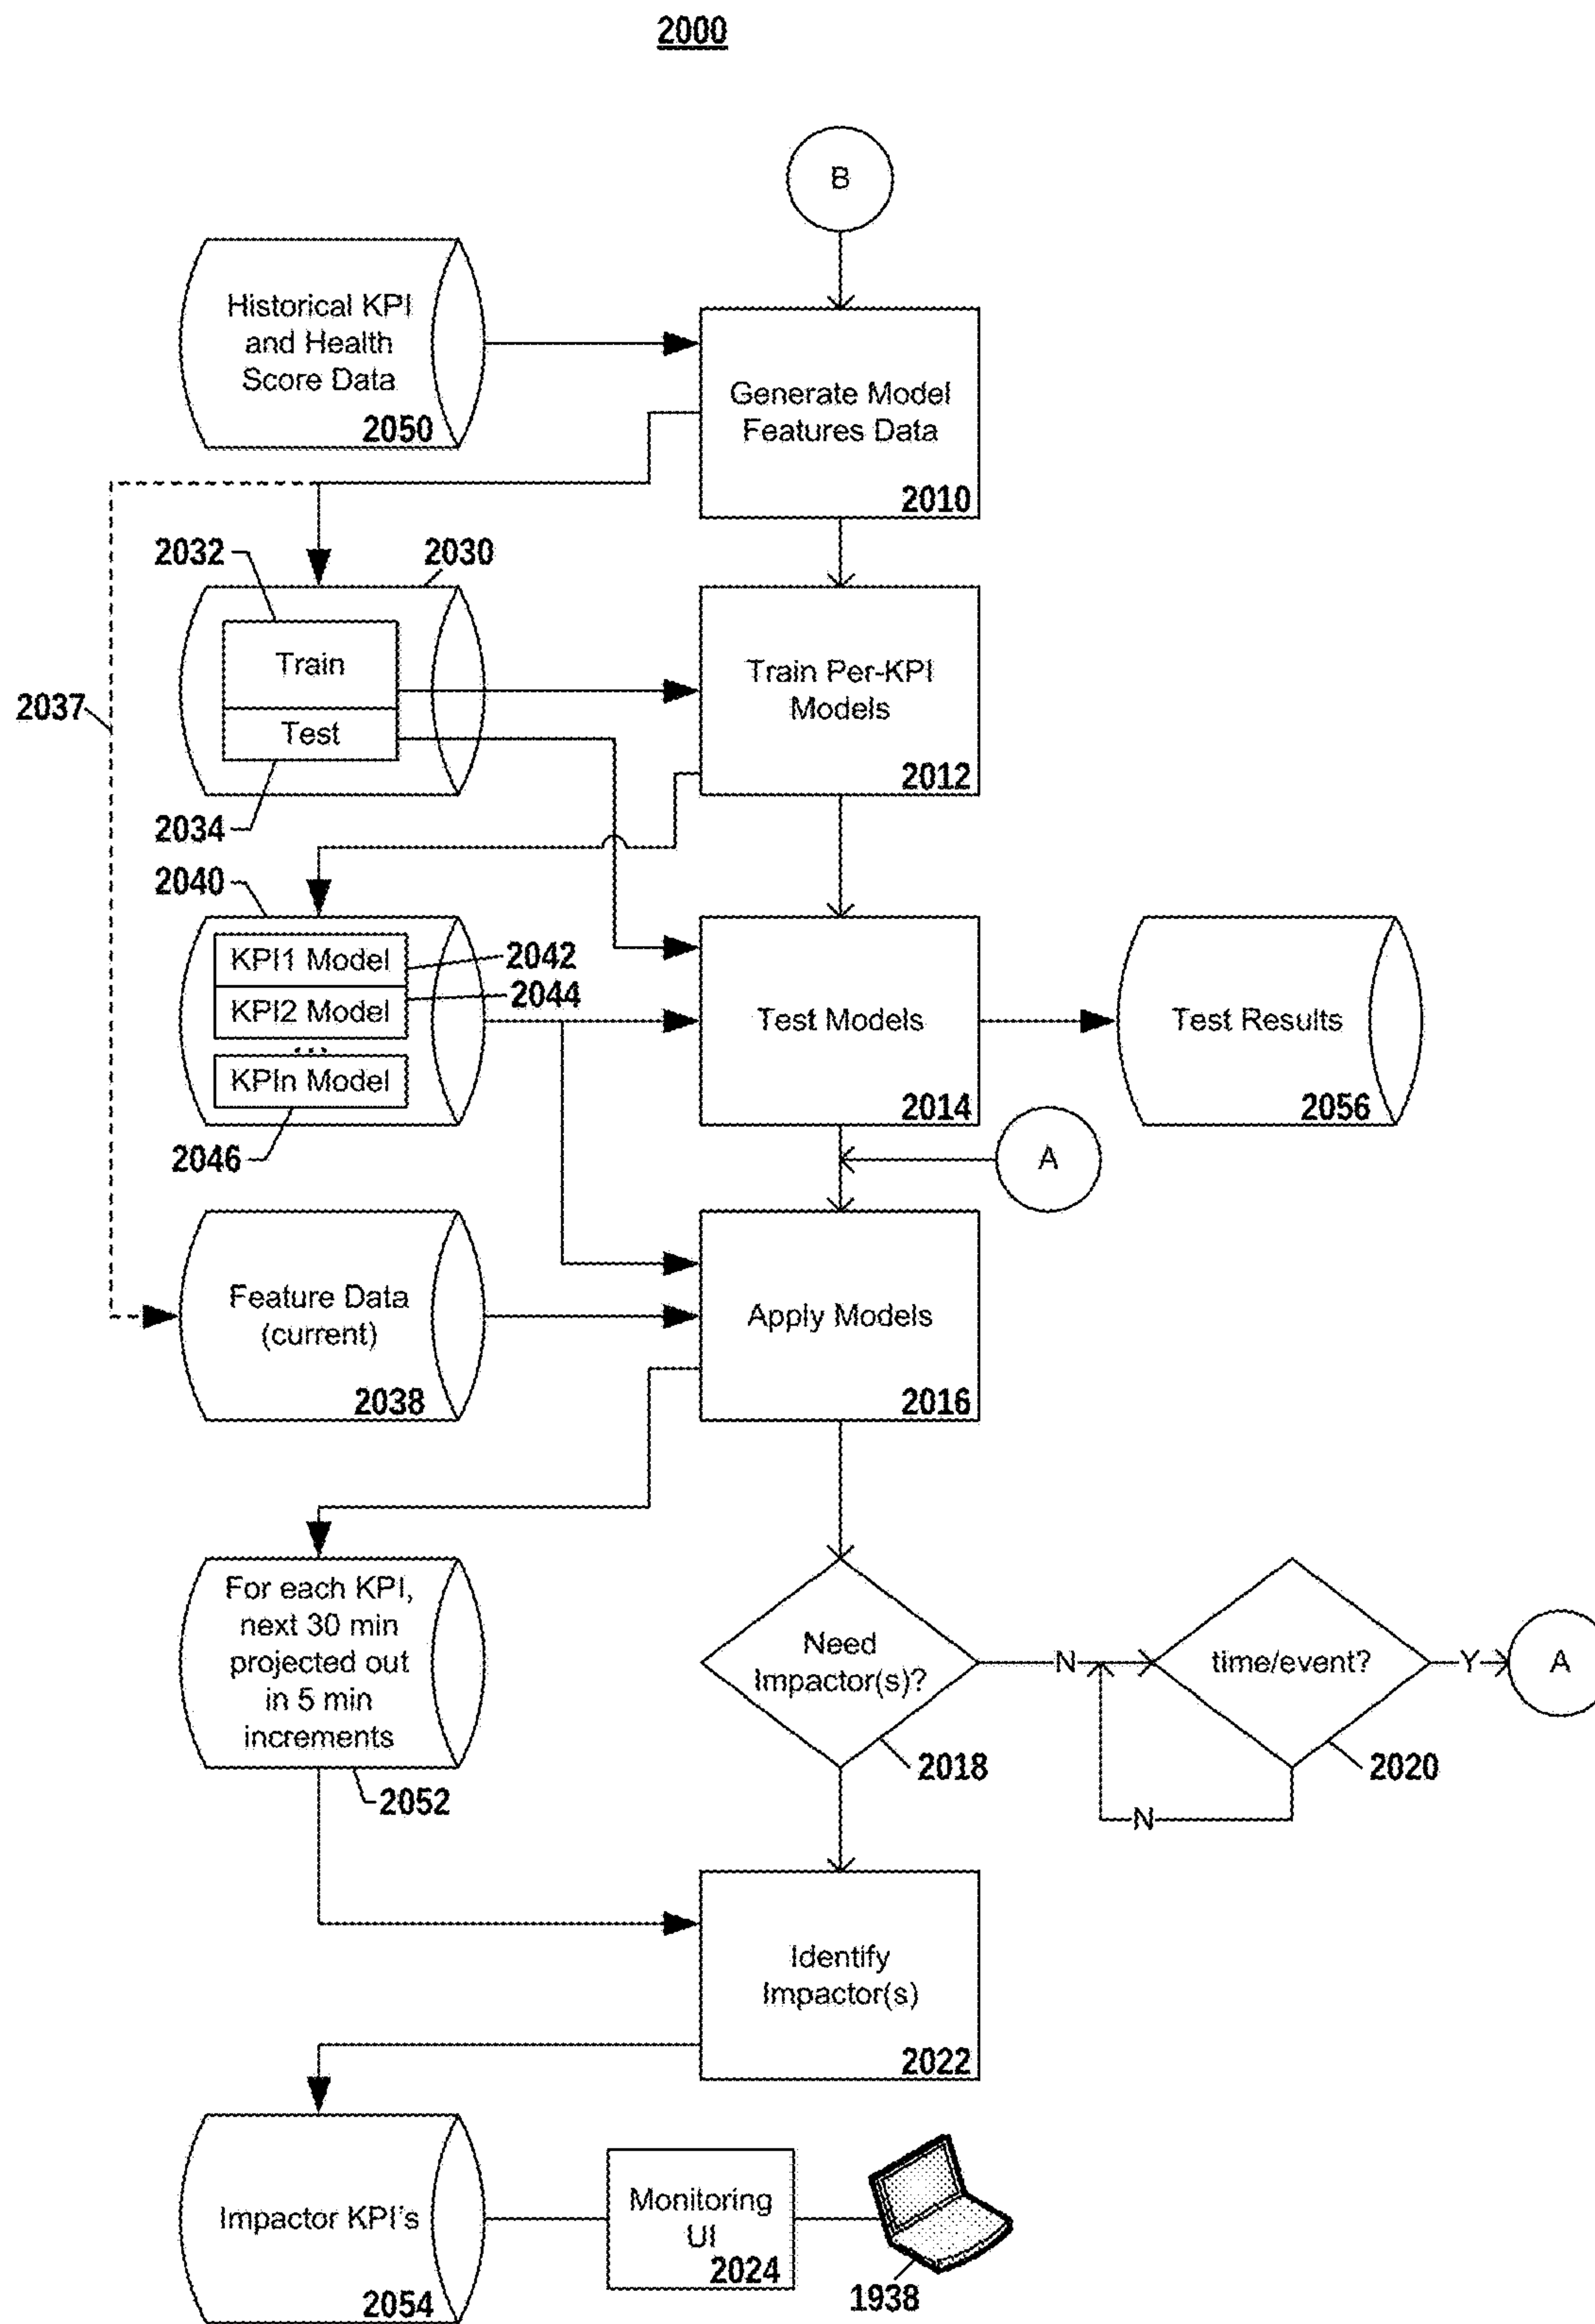 2000
B
Historical KPI
and Health
Score Data
2050
Generate Model
Features Data
2010
2032
2030
Train
Test
2037
2034
Train Per-KPI
Models
2012
2040
KPI1 Model
2042
KPI2 Model
2044
...
KPIn Model
2046
Test Models
2014
Test Results
2056
A
Feature Data
(current)
2038
Apply Models
2016
For each KPI,
next 30 min
projected out
in 5 min
increments
2052
Need
Impactor(s)?
2018
N
time/event?
2020
Y
A
N
Identify
Impactor(s)
2022
Impactor KPI's
2054
Monitoring
UI
2024
1938